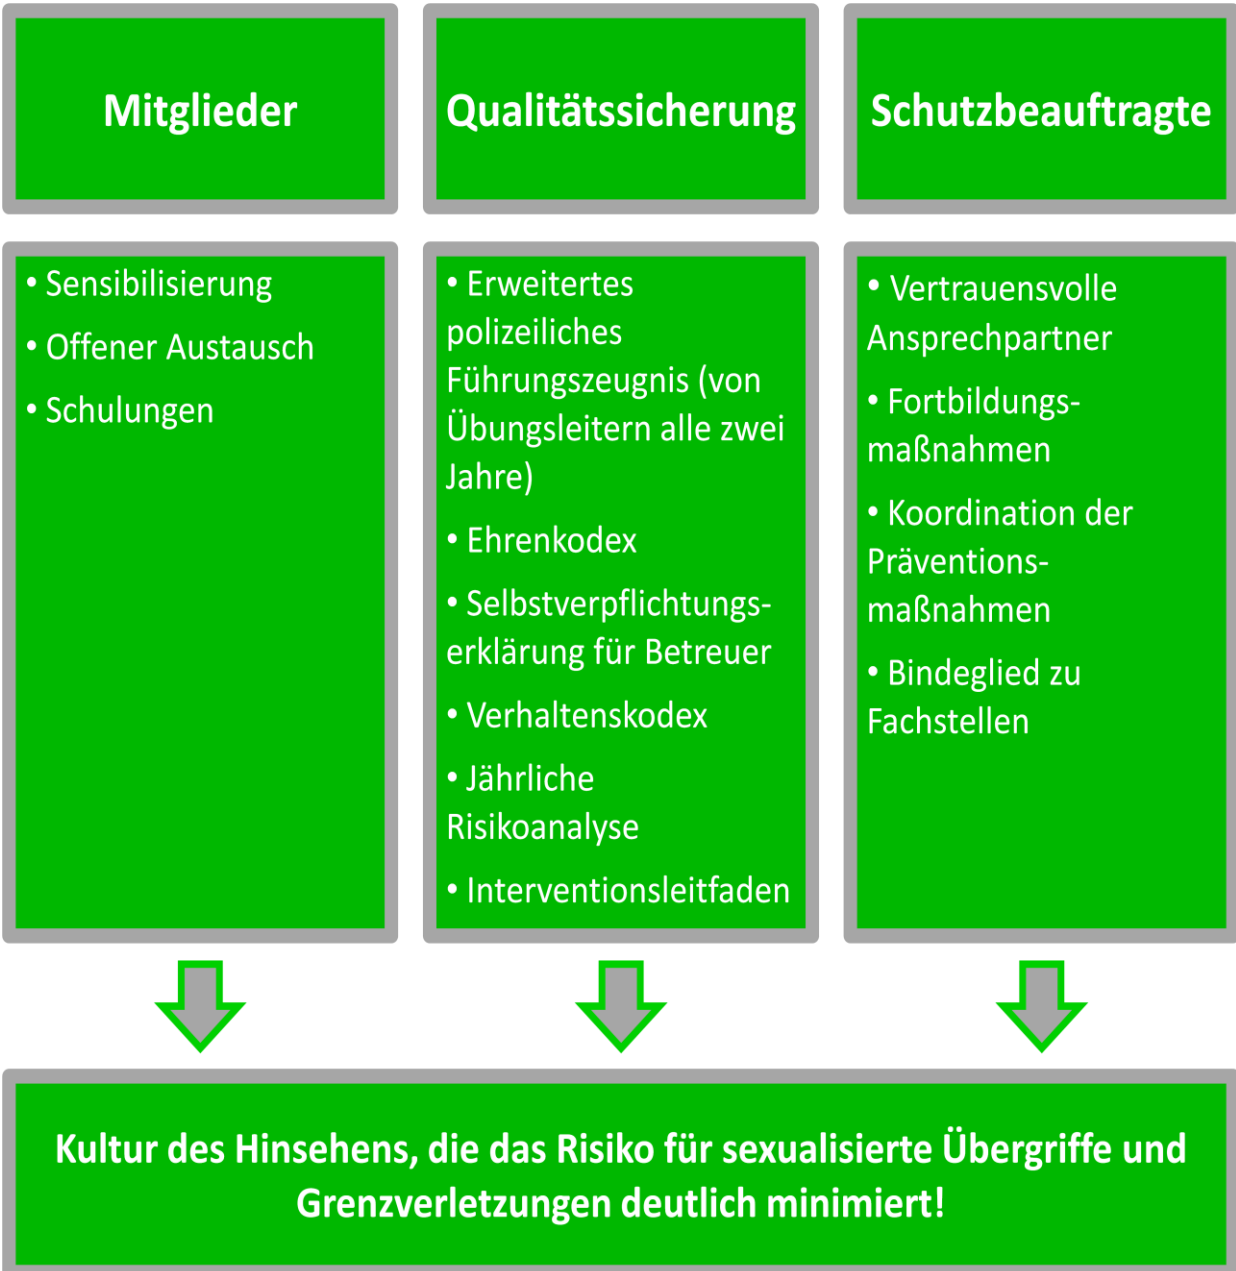 Mitglieder
Qualitätssicherung
Schutzbeauftragte
• Sensibilisierung
• Offener Austausch
• Schulungen
• Erweitertes
polizeiliches
Führungszeugnis (von
Übungsleitern alle zwei
Jahre)
• Ehrenkodex
• Selbstverpflichtungs-
erklärung für Betreuer
• Verhaltenskodex
• Jährliche
Risikoanalyse
• Interventionsleitfaden
• Vertrauensvolle
Ansprechpartner
• Fortbildungs-
maßnahmen
• Koordination der
Präventions-
maßnahmen
• Bindeglied zu
Fachstellen
Kultur des Hinsehens, die das Risiko für sexualisierte Übergriffe und
Grenzverletzungen deutlich minimiert!